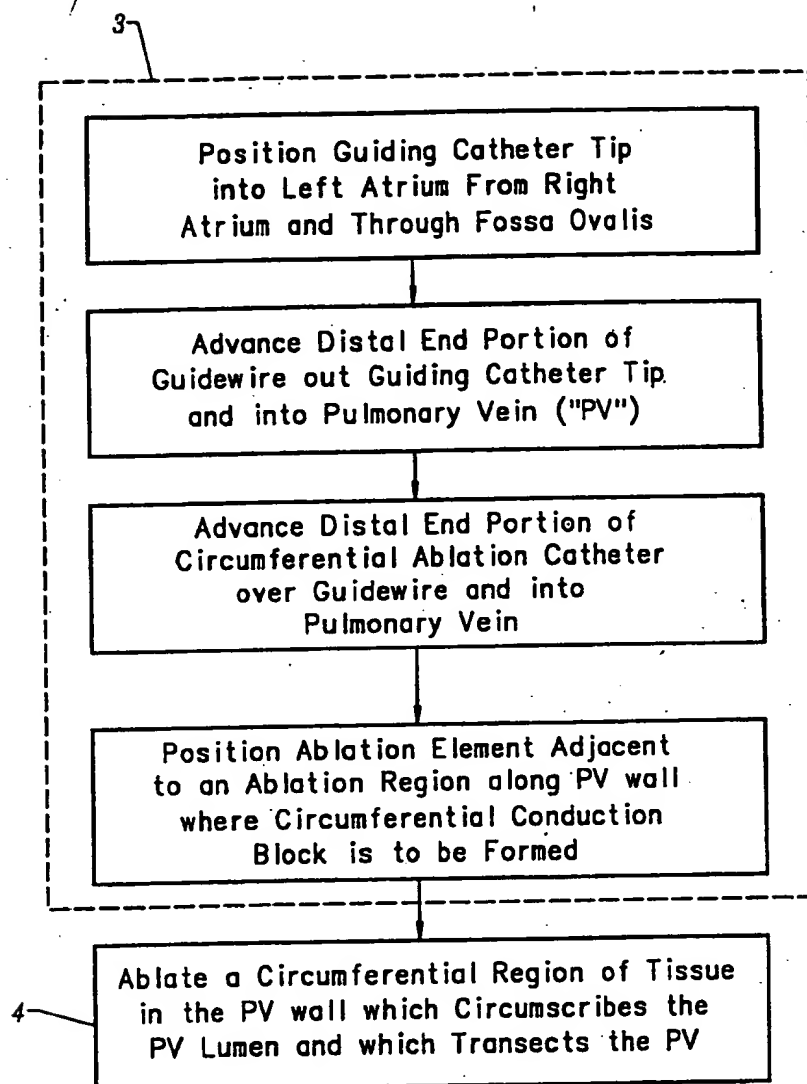 3
Position Guiding Catheter Tip
into Left Atrium From Right
Atrium and Through Fossa Ovalis
Advance Distal End Portion of
Guidewire out Guiding Catheter Tip
and into Pulmonary Vein ("PV")
Advance Distal End Portion of
Circumferential Ablation Catheter
over Guidewire and into
Pulmonary Vein
Position Ablation Element Adjacent
to an Ablation Region along PV wall
where Circumferential Conduction
Block is to be Formed
4
Ablate a Circumferential Region of Tissue
in the PV wall which Circumscribes the
PV Lumen and which Transects the PV